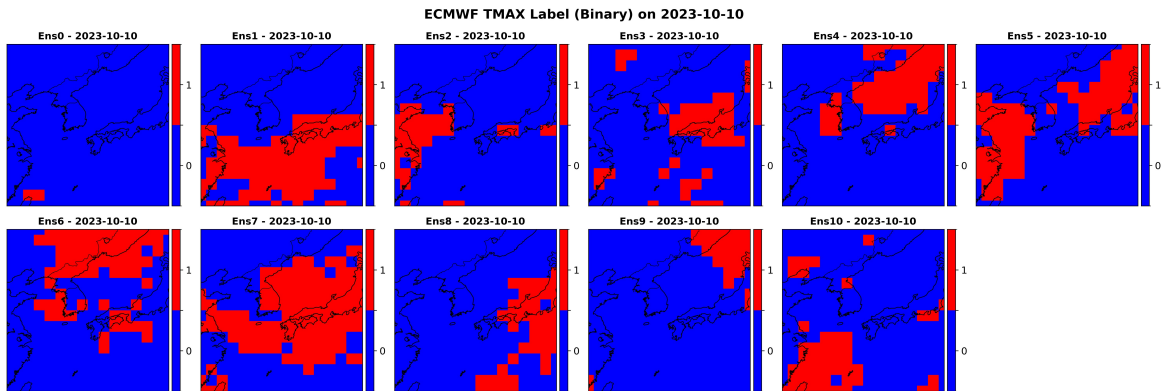 ECMWF TMAX Label (Binary) on 2023-10-10
Ens0 - 2023-10-10
Ens1 - 2023-10-10
Ens2 - 2023-10-10
Ens3 - 2023-10-10
Ens4 - 2023-10-10
Ens5 - 2023-10-10
1
0
1
0
1
0
1
0
1
0
1
0
Ens6 - 2023-10-10
Ens7 - 2023-10-10
Ens8 - 2023-10-10
Ens9 - 2023-10-10
Ens10 - 2023-10-10
1
0
1
0
1
0
1
0
1
0